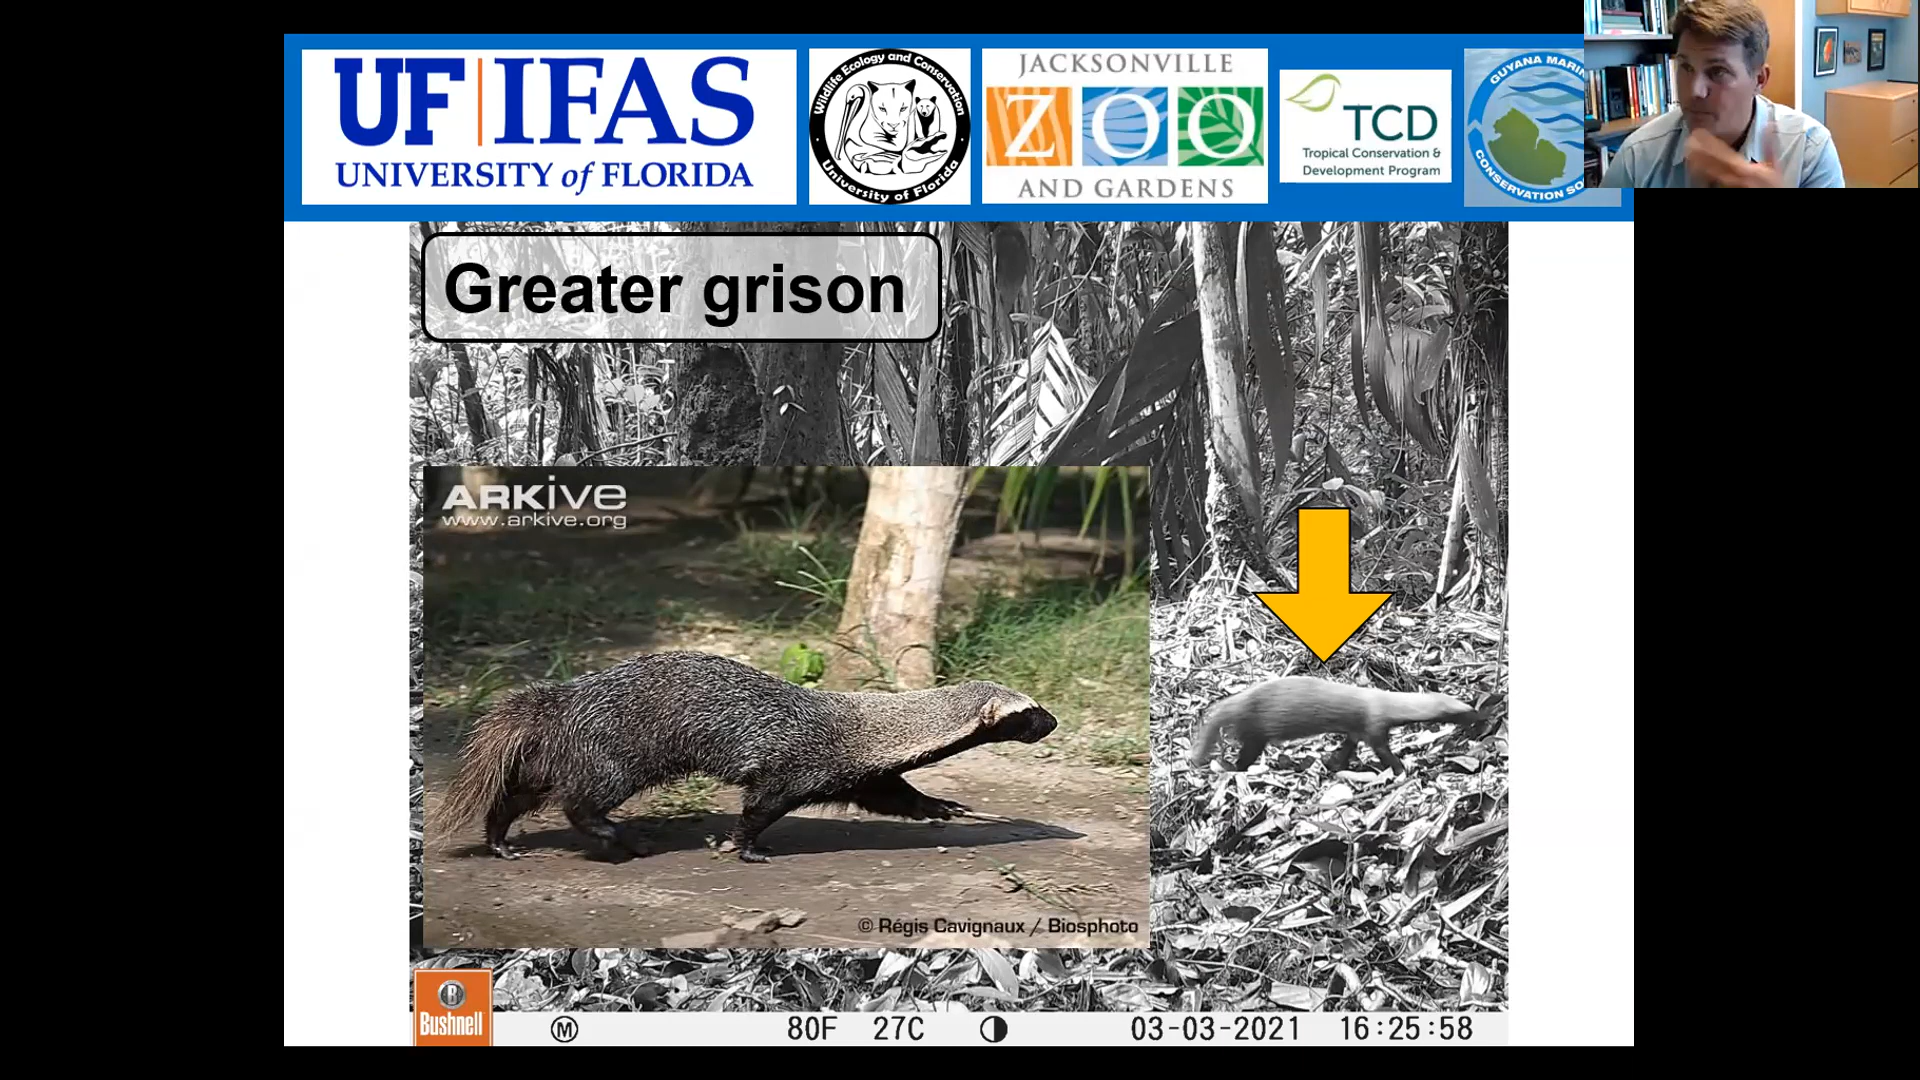 UF|IFAS
UNIVERSITY of FLORIDA
Wildlife Ecology and Conservation
University of Florida
JACKSONVILLE
ZOO
AND GARDENS
TCD
Tropical Conservation &
Development Program
GUYANA MARI
CONSERVATION SO
Greater grison
ARKive
www.arkive.org
© Régis Cavignaux / Biosphoto
B
Bushnell
M 80F 27C 03-03-2021 16:25:58